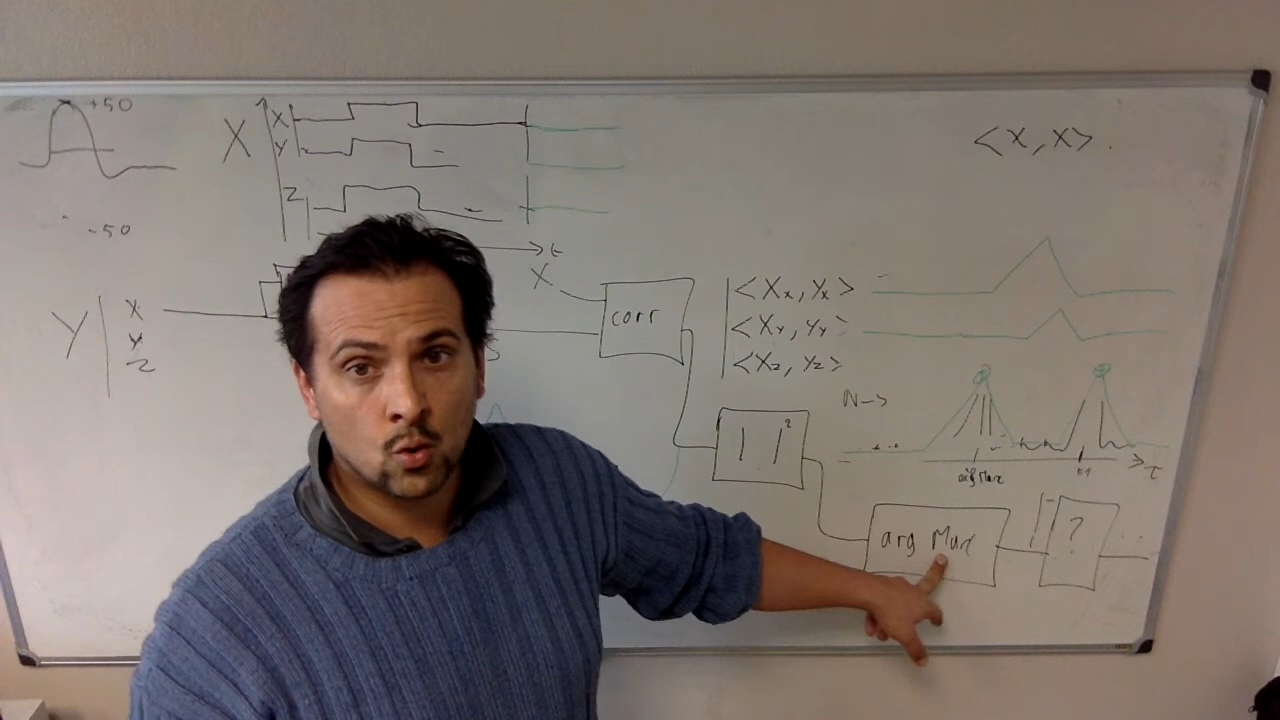 +50
-50
X
X
Y
Z
t
Y
X
Y
Z
X
corr
<Xx, Yx>
<Xy, Yy>
<Xz, Yz>
<X, X>.
N->
| |²
arg Max
τ
arg Max
?